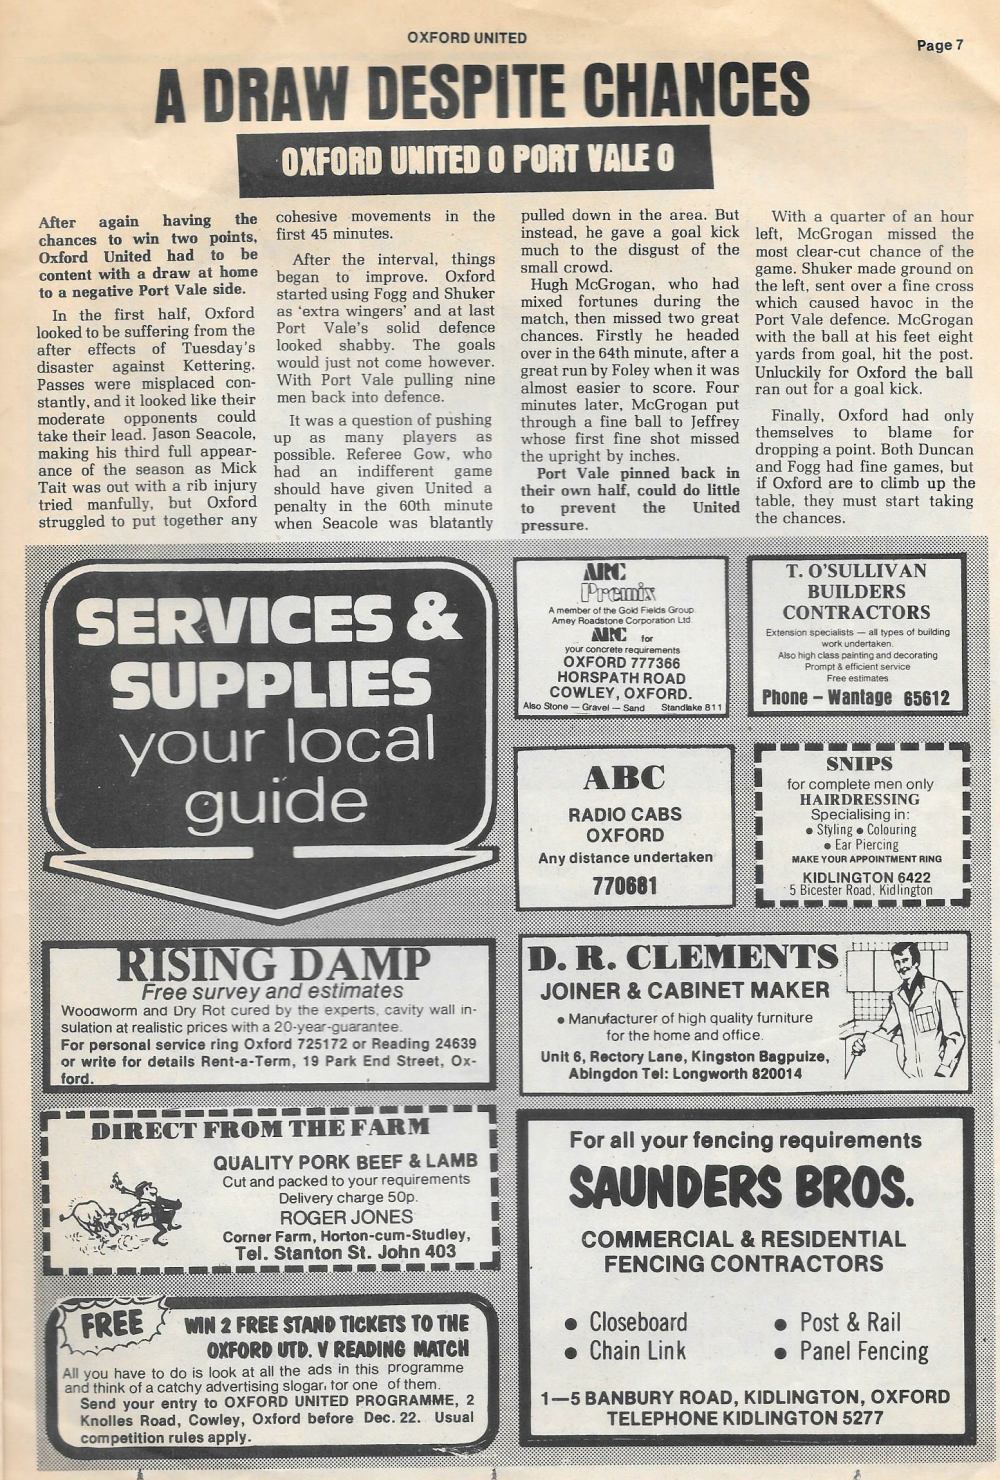 OXFORD UNITED
Page 7
A DRAW DESPITE CHANCES
OXFORD UNITED 0 PORT VALE 0
After again having the
chances to win two points,
Oxford United had to be
content with a draw at home
to a negative Port Vale side.
In the first half, Oxford
looked to be suffering from the
after effects of Tuesday's
disaster against Kettering.
Passes were misplaced con-
stantly, and it looked like their
moderate opponents could
take their lead. Jason Seacole,
making his third full appear-
ance of the season as Mick
Tait was out with a rib injury
tried manfully, but Oxford
struggled to put together any
cohesive movements in the
first 45 minutes.
After the interval, things
began to improve. Oxford
started using Fogg and Shuker
as 'extra wingers' and at last
Port Vale's solid defence
looked shabby. The goals
would just not come however.
With Port Vale pulling nine
men back into defence.
It was a question of pushing
up as many players as
possible. Referee Gow, who
had an indifferent game
should have given United a
penalty in the 60th minute
when Seacole was blatantly
pulled down in the area. But
instead, he gave a goal kick
much to the disgust of the
small crowd.
Hugh McGrogan, who had
mixed fortunes during the
match, then missed two great
chances. Firstly he headed
over in the 64th minute, after a
great run by Foley when it was
almost easier to score. Four
minutes later, McGrogan put
through a fine ball to Jeffrey
whose first fine shot missed
the upright by inches.
Port Vale pinned back in
their own half, could do little
to prevent the United
pressure.
With a quarter of an hour
left, McGrogan missed the
most clear-cut chance of the
game. Shuker made ground on
the left, sent over a fine cross
which caused havoc in the
Port Vale defence. McGrogan
with the ball at his feet eight
yards from goal, hit the post.
Unluckily for Oxford the ball
ran out for a goal kick.
Finally, Oxford had only
themselves to blame for
dropping a point. Both Duncan
and Fogg had fine games, but
if Oxford are to climb up the
table, they must start taking
the chances.
SERVICES &
SUPPLIES
your local
guide
ARC
Premix
A member of the Gold Fields Group
Amey Roadstone Corporation Ltd
ARC for
your concrete requirements
OXFORD 777366
HORSPATH ROAD
COWLEY, OXFORD.
Also Stone — Gravel — Sand Standlake 811
T. O'SULLIVAN
BUILDERS
CONTRACTORS
Extension specialists — all types of building
work undertaken.
Also high class painting and decorating
Prompt & efficient service
Free estimates
Phone – Wantage 65612
ABC
RADIO CABS
OXFORD
Any distance undertaken
770681
SNIPS
for complete men only
HAIRDRESSING
Specialising in:
• Styling • Colouring
• Ear Piercing
MAKE YOUR APPOINTMENT RING
KIDLINGTON 6422
5 Bicester Road, Kidlington
RISING DAMP
Free survey and estimates
Woodworm and Dry Rot cured by the experts, cavity wall in-
sulation at realistic prices with a 20-year-guarantee.
For personal service ring Oxford 725172 or Reading 24639
or write for details Rent-a-Term, 19 Park End Street, Ox-
ford.
D. R. CLEMENTS
JOINER & CABINET MAKER
• Manufacturer of high quality furniture
for the home and office.
Unit 6, Rectory Lane, Kingston Bagpuize,
Abingdon Tel: Longworth 820014
DIRECT FROM THE FARM
QUALITY PORK BEEF & LAMB
Cut and packed to your requirements
Delivery charge 50p.
ROGER JONES
Corner Farm, Horton-cum-Studley,
Tel. Stanton St. John 403
For all your fencing requirements
SAUNDERS BROS.
COMMERCIAL & RESIDENTIAL
FENCING CONTRACTORS
• Closeboard
• Post & Rail
• Chain Link
• Panel Fencing
1—5 BANBURY ROAD, KIDLINGTON, OXFORD
TELEPHONE KIDLINGTON 5277
FREE
WIN 2 FREE STAND TICKETS TO THE
OXFORD UTD. V READING MATCH
All you have to do is look at all the ads in this programme
and think of a catchy advertising slogan for one of them.
Send your entry to OXFORD UNITED PROGRAMME, 2
Knolles Road, Cowley, Oxford before Dec. 22. Usual
competition rules apply.